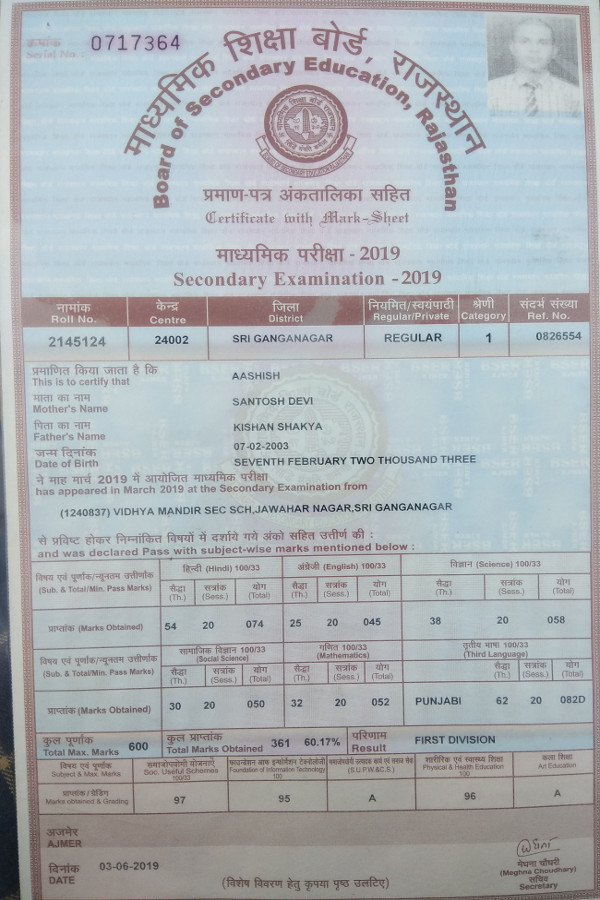 क्रमांक
Serial No. : 0717364
माध्यमिक शिक्षा बोर्ड, राजस्थान
Board of Secondary Education, Rajasthan
प्रमाण-पत्र अंकतालिका सहित
Certificate with Mark-Sheet
माध्यमिक परीक्षा - 2019
Secondary Examination - 2019
नामांक केन्द्र जिला नियमित/स्वयंपाठी श्रेणी संदर्भ संख्या
Roll No. Centre District Regular/Private Category Ref. No.
2145124 24002 SRI GANGANAGAR REGULAR 1 0826554
प्रमाणित किया जाता है कि
This is to certify that AASHISH
माता का नाम
Mother's Name SANTOSH DEVI
पिता का नाम
Father's Name KISHAN SHAKYA
जन्म दिनांक 07-02-2003
Date of Birth SEVENTH FEBRUARY TWO THOUSAND THREE
ने माह मार्च 2019 में आयोजित माध्यमिक परीक्षा
has appeared in March 2019 at the Secondary Examination from
(1240837) VIDHYA MANDIR SEC SCH,JAWAHAR NAGAR,SRI GANGANAGAR
से प्रविष्ट होकर निम्नांकित विषयों में दर्शाये गये अंको सहित उत्तीर्ण की :
and was declared Pass with subject-wise marks mentioned below :
विषय एवं पूर्णांक/न्यूनतम उत्तीर्णांक हिन्दी (Hindi) 100/33 अंग्रेजी (English) 100/33 विज्ञान (Science) 100/33
(Sub. & Total/Min. Pass Marks) सैद्धा सत्रांक योग सैद्धा सत्रांक योग सैद्धा सत्रांक योग
(Th.) (Sess.) (Total) (Th.) (Sess.) (Total) (Th.) (Sess.) (Total)
प्राप्तांक (Marks Obtained) 54 20 074 25 20 045 38 20 058
विषय एवं पूर्णांक/न्यूनतम उत्तीर्णांक सामाजिक विज्ञान 100/33 गणित 100/33 तृतीय भाषा 100/33
(Sub. & Total/Min. Pass Marks) (Social Science) (Mathematics) (Third Language)
सैद्धा सत्रांक योग सैद्धा सत्रांक योग सैद्धा सत्रांक योग
(Th.) (Sess.) (Total) (Th.) (Sess.) (Total) (Th.) (Sess.) (Total)
प्राप्तांक (Marks Obtained) 30 20 050 32 20 052 PUNJABI 62 20 082D
कुल पूर्णांक कुल प्राप्तांक परिणाम
Total Max. Marks 600 Total Marks Obtained 361 60.17% Result FIRST DIVISION
विषय एवं पूर्णांक समाजोपयोगी योजनाऐं शारीरिक एवं स्वास्थ्य शिक्षा कला शिक्षा
Subject & Max. Marks Soc. Useful Schemes Foundation of Information Technology (S.U.P.W.&C.S.) Physical & Health Education Art Education
100/33 100 100
प्राप्तांक/ग्रेडिंग
Marks obtained & Grading 97 95 A 96 A
अजमेर
AJMER
दिनांक 03-06-2019
DATE
मेघना चौधरी
(Meghna Choudhary)
सचिव
Secretary
(विशेष विवरण हेतु कृपया पृष्ठ उलटिए)